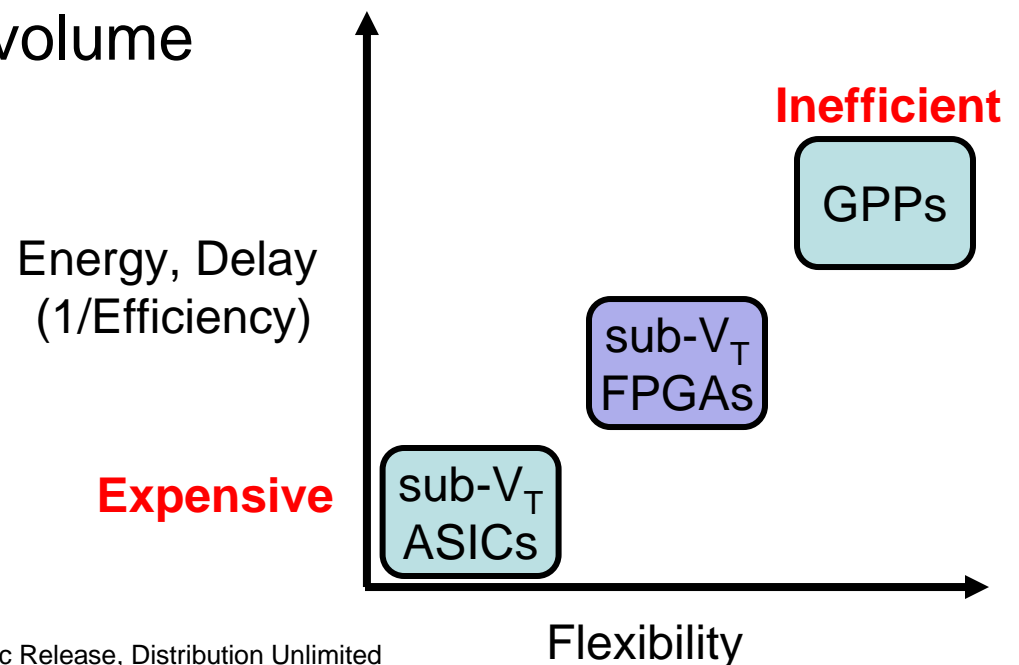 volume
Inefficient
GPPs
Energy, Delay
(1/Efficiency)
sub-VT
FPGAs
Expensive
sub-VT
ASICs
Flexibility
c Release, Distribution Unlimited